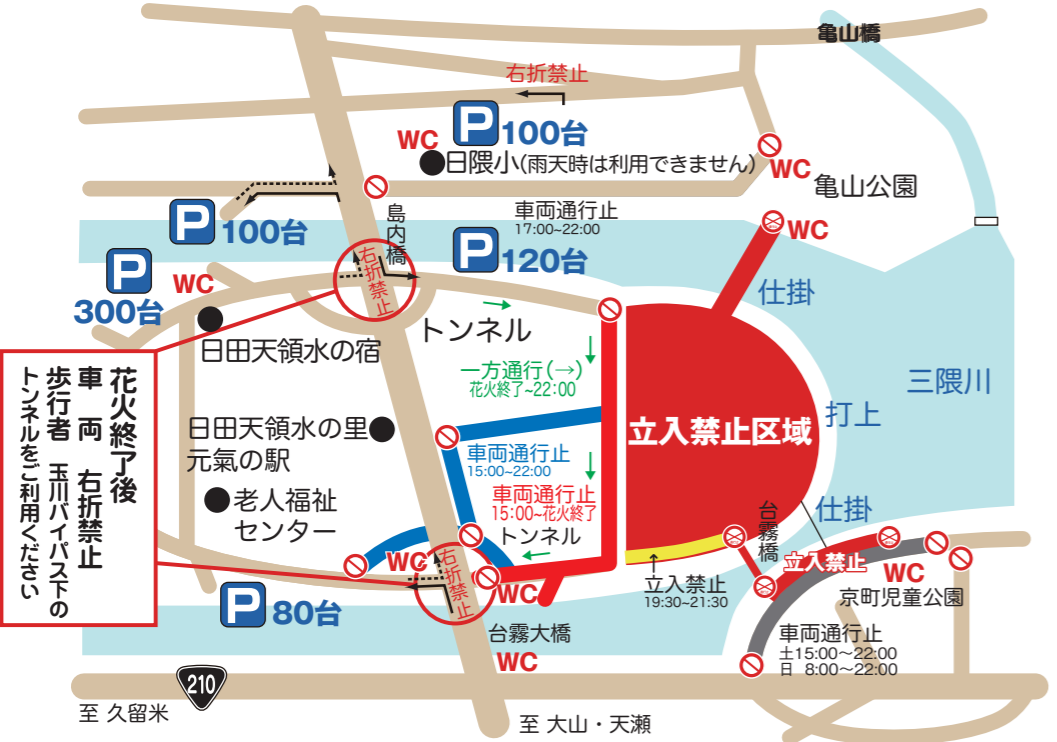 亀山橋
右折禁止
P 100台
WC
日隈小(雨天時は利用できません)
WC
亀山公園
P 100台
島内橋
車両通行止
17:00~22:00
WC
P 120台
右折禁止
P
300台
WC
仕掛
日田天領水の宿
トンネル
一方通行(→)
花火終了~22:00
三隈川
打上
立入禁止区域
花火終了後
車両 右折禁止
歩行者 玉川バイパス下の
トンネルをご利用ください
日田天領水の里
元氣の駅
車両通行止
15:00~22:00
車両通行止
15:00~花火終了
老人福祉
センター
トンネル
仕掛
台霧橋
WC
右折禁止
立入禁止
WC
立入禁止
19:30~21:30
WC
京町児童公園
P 80台
台霧大橋
WC
車両通行止
土15:00~22:00
日 8:00~22:00
210
至 久留米
至 大山・天瀬